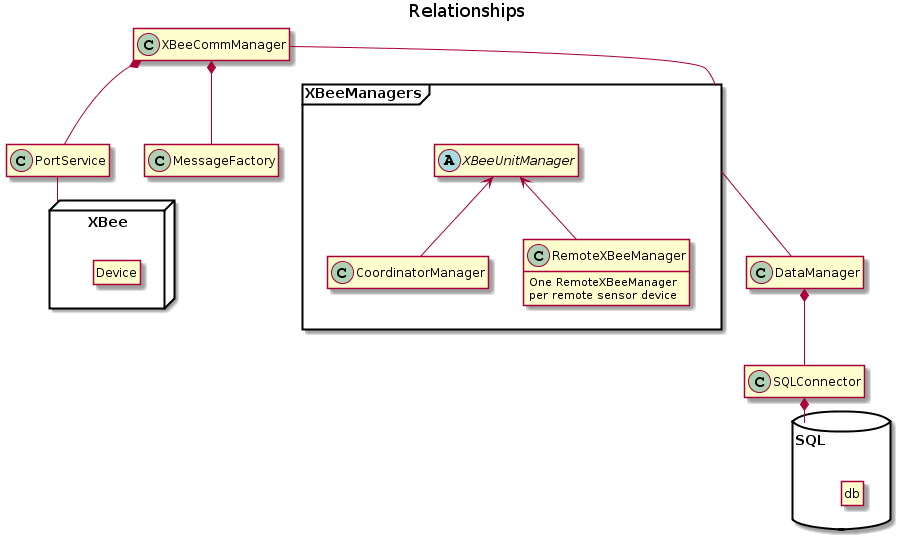 Relationships
C XBeeCommManager
XBeeManagers
C PortService
C MessageFactory
A XBeeUnitManager
XBee
Device
C CoordinatorManager
C RemoteXBeeManager
One RemoteXBeeManager
per remote sensor device
C DataManager
C SQLConnector
SQL
db